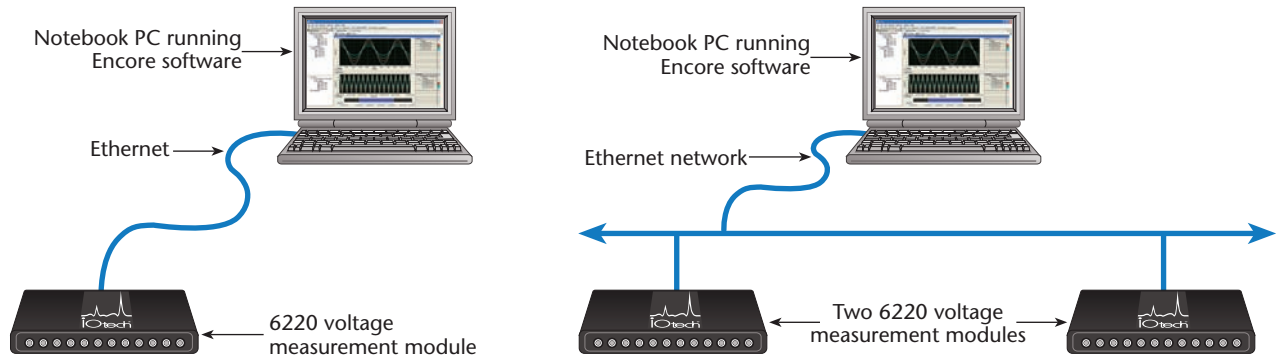 Notebook PC running
Encore software
Ethernet
6220 voltage
measurement module
IOtech
Notebook PC running
Encore software
Ethernet network
Two 6220 voltage
measurement modules
IOtech
IOtech